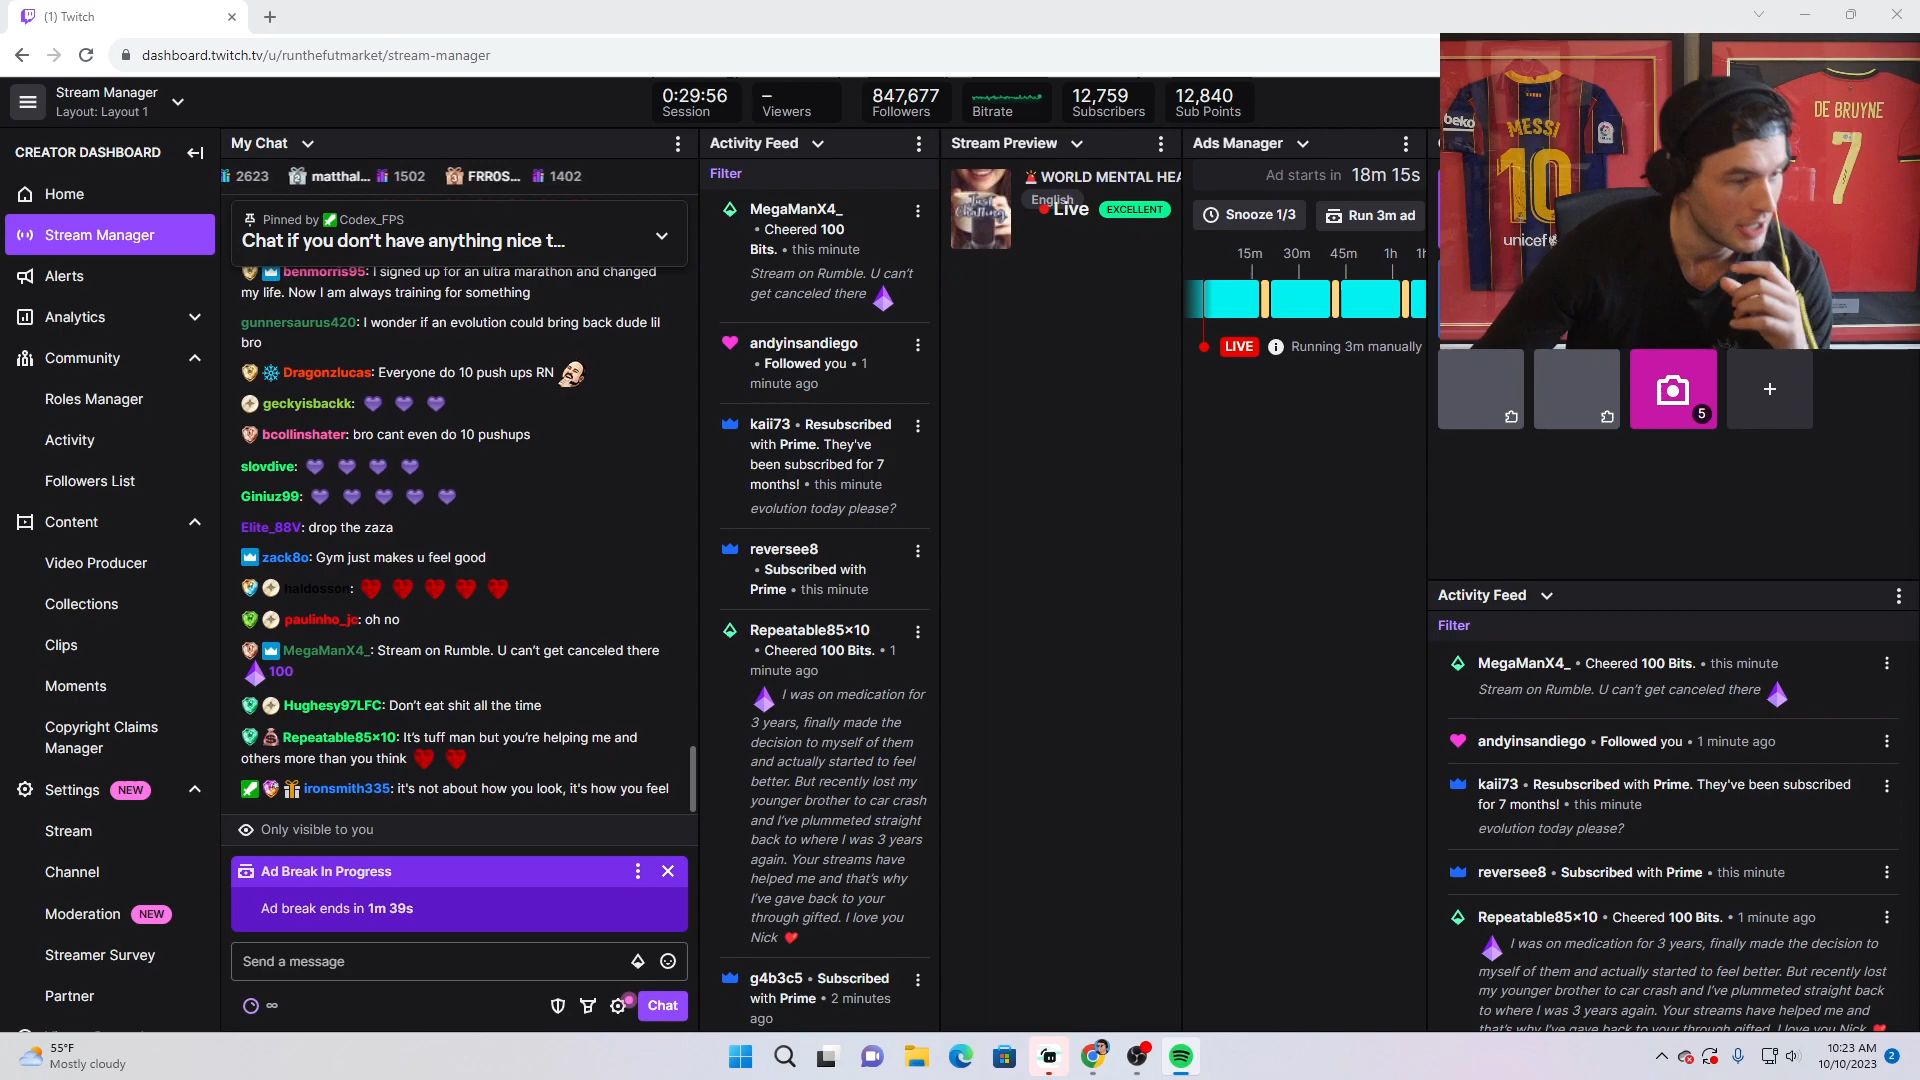 (1) Twitch
dashboard.twitch.tv/u/runthefutmarket/stream-manager
Stream Manager
Layout: Layout 1
0:29:56
Session
–
Viewers
847,677
Followers
Bitrate
12,759
Subscribers
12,840
Sub Points
CREATOR DASHBOARD
Home
Stream Manager
Alerts
Analytics
Community
Roles Manager
Activity
Followers List
Content
Video Producer
Collections
Clips
Moments
Copyright Claims
Manager
Settings NEW
Stream
Channel
Moderation NEW
Streamer Survey
Partner
My Chat
2623 2 matthal... 1502 3 FRR0S... 1402
Pinned by Codex_FPS
Chat if you don't have anything nice t...
benmorris95: I signed up for an ultra marathon and changed
my life. Now I am always training for something
gunnersaurus420: I wonder if an evolution could bring back dude lil
bro
Dragonzlucas: Everyone do 10 push ups RN
geckyisbackk:
bcollinshater: bro cant even do 10 pushups
slovdive:
Giniuz99:
Elite_88V: drop the zaza
zack8o: Gym just makes u feel good
haldosson:
paulinho_jc: oh no
MegaManX4_: Stream on Rumble. U can't get canceled there
100
Hughesy97LFC: Don't eat shit all the time
Repeatable85x10: It's tuff man but you're helping me and
others more than you think
ironsmith335: it's not about how you look, it's how you feel
Only visible to you
Ad Break In Progress
Ad break ends in 1m 39s
Send a message
∞
Chat
Activity Feed
Filter
MegaManX4_
• Cheered 100
Bits. • this minute
Stream on Rumble. U can't
get canceled there
andyinsandiego
• Followed you • 1
minute ago
kaii73 • Resubscribed
with Prime. They've
been subscribed for 7
months! • this minute
evolution today please?
reversee8
• Subscribed with
Prime • this minute
Repeatable85x10
• Cheered 100 Bits. • 1
minute ago
I was on medication for
3 years, finally made the
decision to myself of them
and actually started to feel
better. But recently lost my
younger brother to car crash
and I've plummeted straight
back to where I was 3 years
again. Your streams have
helped me and that's why
I've gave back to your
through gifted. I love you
Nick
g4b3c5 • Subscribed
with Prime • 2 minutes
ago
Stream Preview
Just Chatting
WORLD MENTAL HEA
English
Live EXCELLENT
Ads Manager
Ad starts in 18m 15s
Snooze 1/3
Run 3m ad
15m 30m 45m 1h 1h
LIVE Running 3m manually
beko
MESSI
10
unicef
DE BRUYNE
7
5
Activity Feed
Filter
MegaManX4_ • Cheered 100 Bits. • this minute
Stream on Rumble. U can't get canceled there
andyinsandiego • Followed you • 1 minute ago
kaii73 • Resubscribed with Prime. They've been subscribed
for 7 months! • this minute
evolution today please?
reversee8 • Subscribed with Prime • this minute
Repeatable85x10 • Cheered 100 Bits. • 1 minute ago
I was on medication for 3 years, finally made the decision to
myself of them and actually started to feel better. But recently lost
my younger brother to car crash and I've plummeted straight back
to where I was 3 years again. Your streams have helped me and
that's why I've gave back to your through gifted. I love you Nick
55°F
Mostly cloudy
10:23 AM
10/10/2023
2